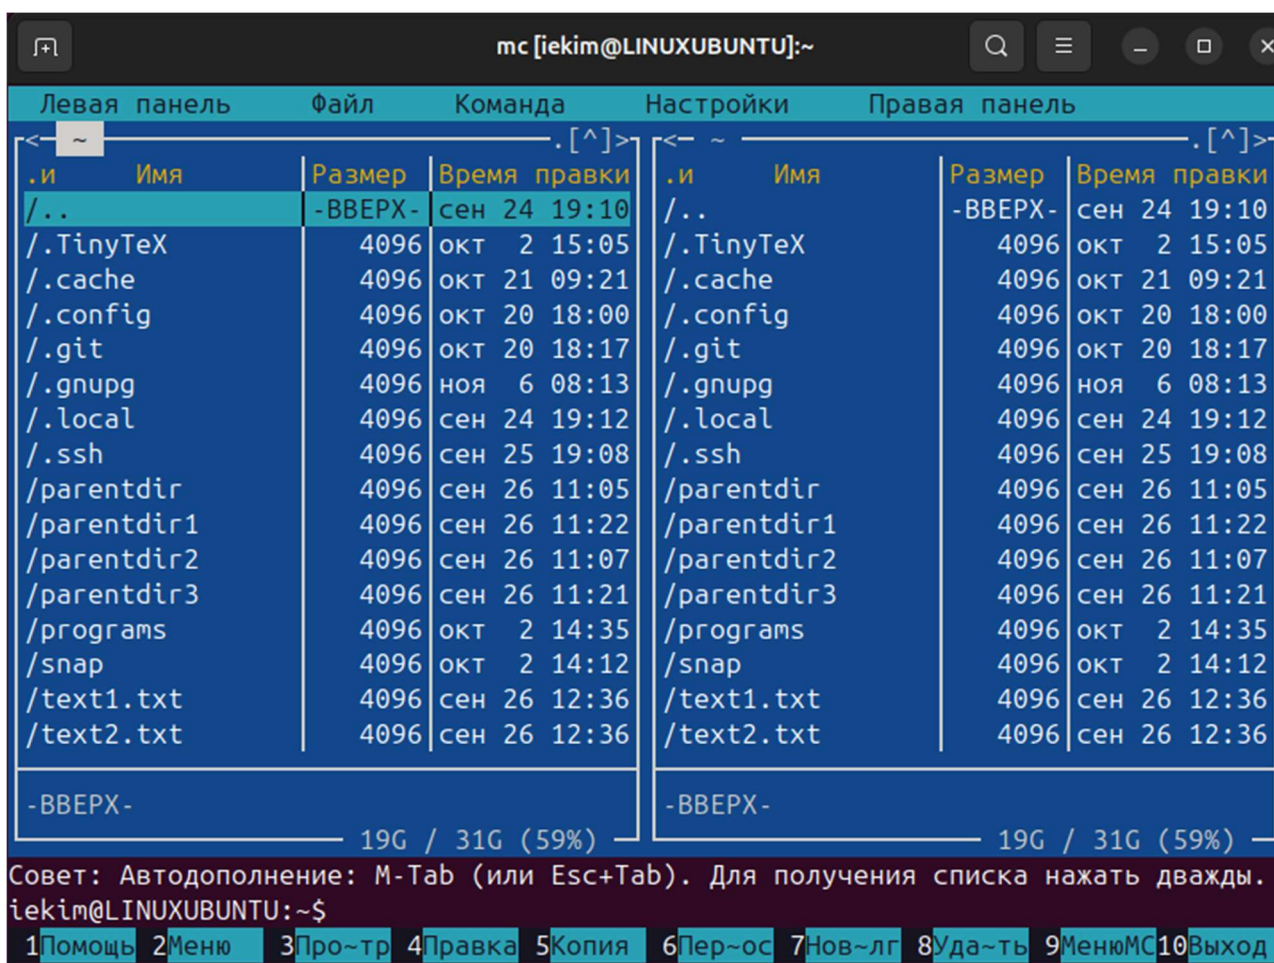 mc [iekim@LINUXUBUNTU]:~
Левая панель Файл Команда Настройки Правая панель
<- ~ .[^]> <- ~ .[^]>
.и Имя Размер Время правки .и Имя Размер Время правки
/.. -ВВЕРХ- сен 24 19:10 /.. -ВВЕРХ- сен 24 19:10
/.TinyTeX 4096 окт 2 15:05 /.TinyTeX 4096 окт 2 15:05
/.cache 4096 окт 21 09:21 /.cache 4096 окт 21 09:21
/.config 4096 окт 20 18:00 /.config 4096 окт 20 18:00
/.git 4096 окт 20 18:17 /.git 4096 окт 20 18:17
/.gnupg 4096 ноя 6 08:13 /.gnupg 4096 ноя 6 08:13
/.local 4096 сен 24 19:12 /.local 4096 сен 24 19:12
/.ssh 4096 сен 25 19:08 /.ssh 4096 сен 25 19:08
/parentdir 4096 сен 26 11:05 /parentdir 4096 сен 26 11:05
/parentdir1 4096 сен 26 11:22 /parentdir1 4096 сен 26 11:22
/parentdir2 4096 сен 26 11:07 /parentdir2 4096 сен 26 11:07
/parentdir3 4096 сен 26 11:21 /parentdir3 4096 сен 26 11:21
/programs 4096 окт 2 14:35 /programs 4096 окт 2 14:35
/snap 4096 окт 2 14:12 /snap 4096 окт 2 14:12
/text1.txt 4096 сен 26 12:36 /text1.txt 4096 сен 26 12:36
/text2.txt 4096 сен 26 12:36 /text2.txt 4096 сен 26 12:36
-ВВЕРХ- -ВВЕРХ-
19G / 31G (59%) 19G / 31G (59%)
Совет: Автодополнение: M-Tab (или Esc+Tab). Для получения списка нажать дважды.
iekim@LINUXUBUNTU:~$
1Помощь 2Меню 3Про~тр 4Правка 5Копия 6Пер~ос 7Нов~лг 8Уда~ть 9МенюMC 10Выход